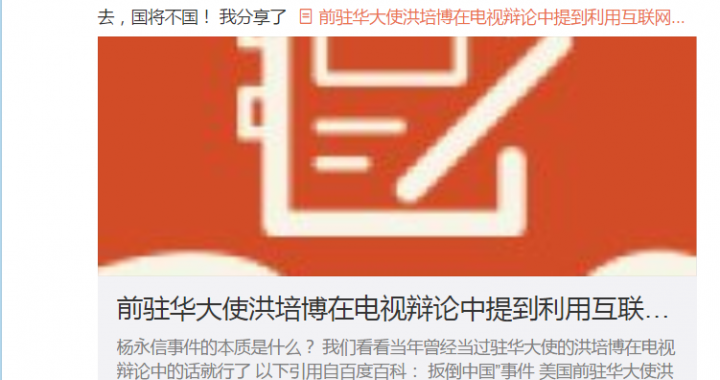 去，国将不国！ 我分享了 前驻华大使洪培博在电视辩论中提到利用互联网...
前驻华大使洪培博在电视辩论中提到利用互联...
杨永信事件的本质是什么？ 我们看看当年曾经当过驻华大使的洪培博在电视
辩论中的话就行了 以下引用自百度百科： 扳倒中国"事件 美国前驻华大使洪